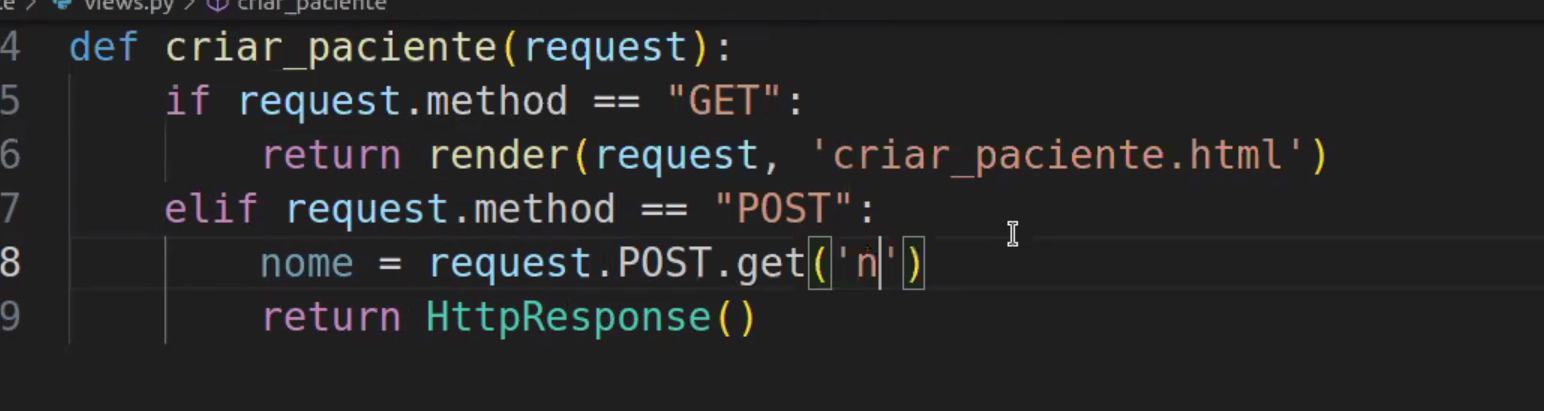 views.py > criar_paciente
4 def criar_paciente(request):
5 if request.method == "GET":
6 return render(request, 'criar_paciente.html')
7 elif request.method == "POST":
8 nome = request.POST.get('n')
9 return HttpResponse()